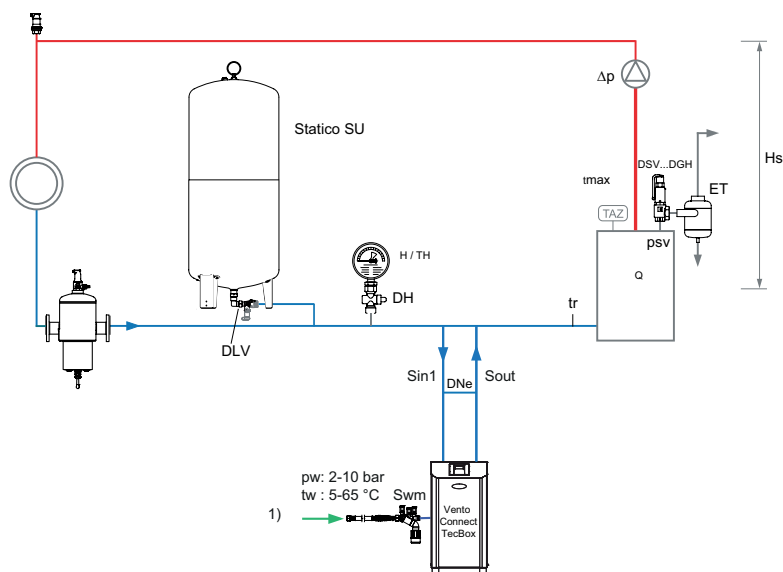 Δp
Statico SU
Hs
DSV...DGH
tmax
ET
TAZ
psv
H / TH
Q
DH
tr
DLV
Sin1
Sout
DNe
pw: 2-10 bar
tw : 5-65 °C
Swm
1)
Vento
Connect
TecBox